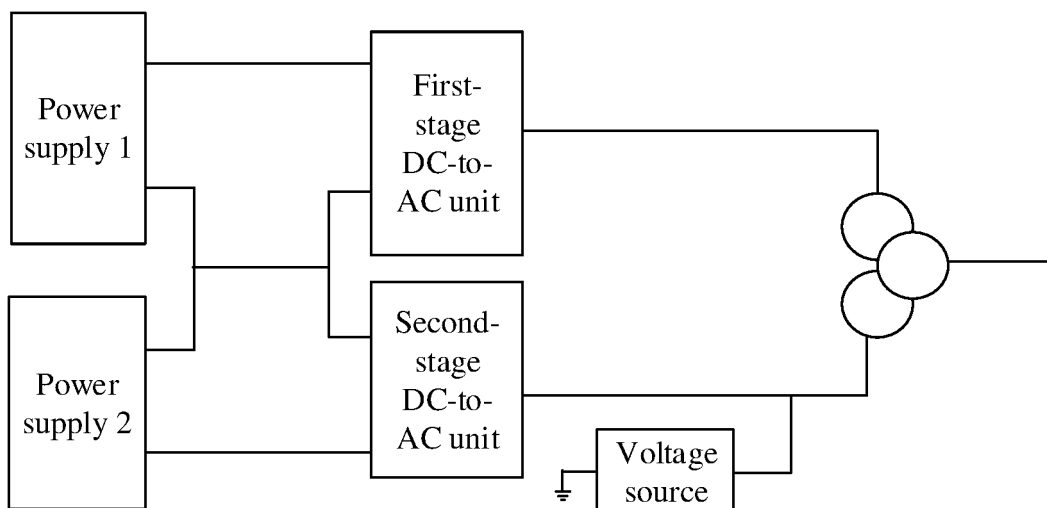 Power
supply 1
First-
stage
DC-to-
AC unit
Power
supply 2
Second-
stage
DC-to-
AC unit
Voltage
source